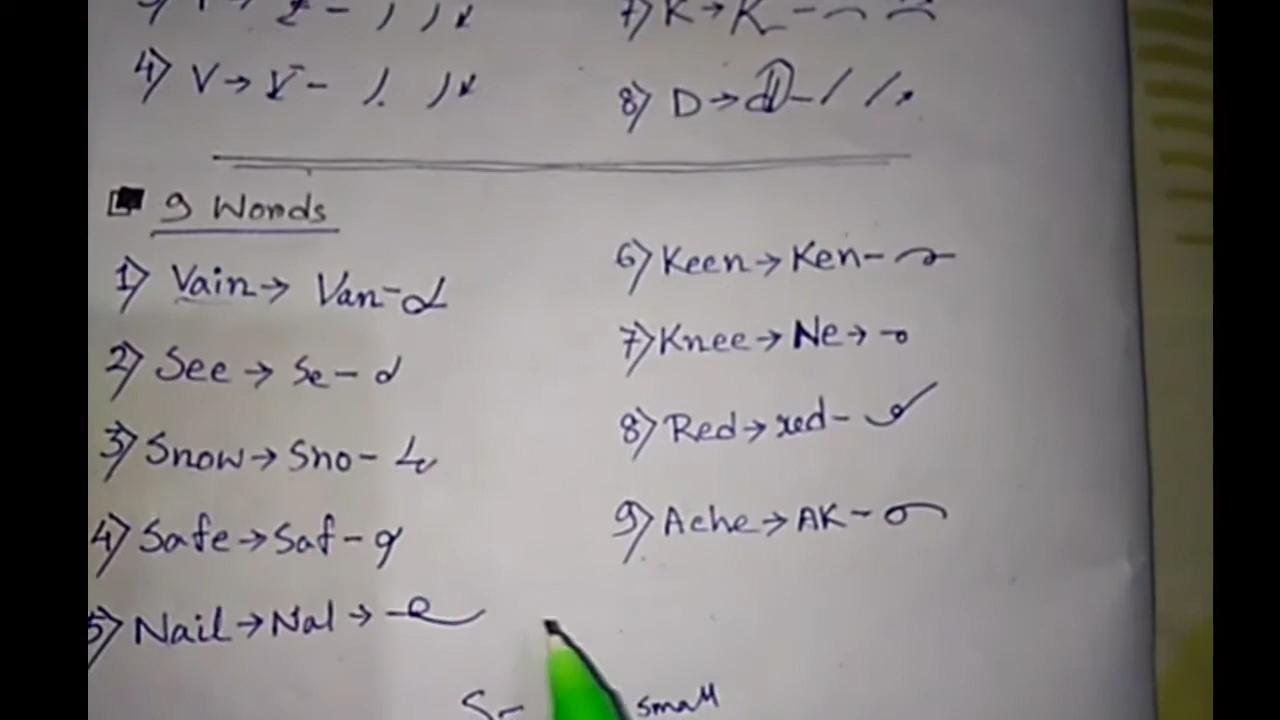 4) V → V -
7) K → K -
8) D → d -
9 Words
1) Vain → Van -
2) See → Se -
3) Snow → Sno -
4) Safe → Saf -
5) Nail → Nal →
6) Keen → Ken -
7) Knee → Ne →
8) Red → red -
9) Ache → AK -
S - small